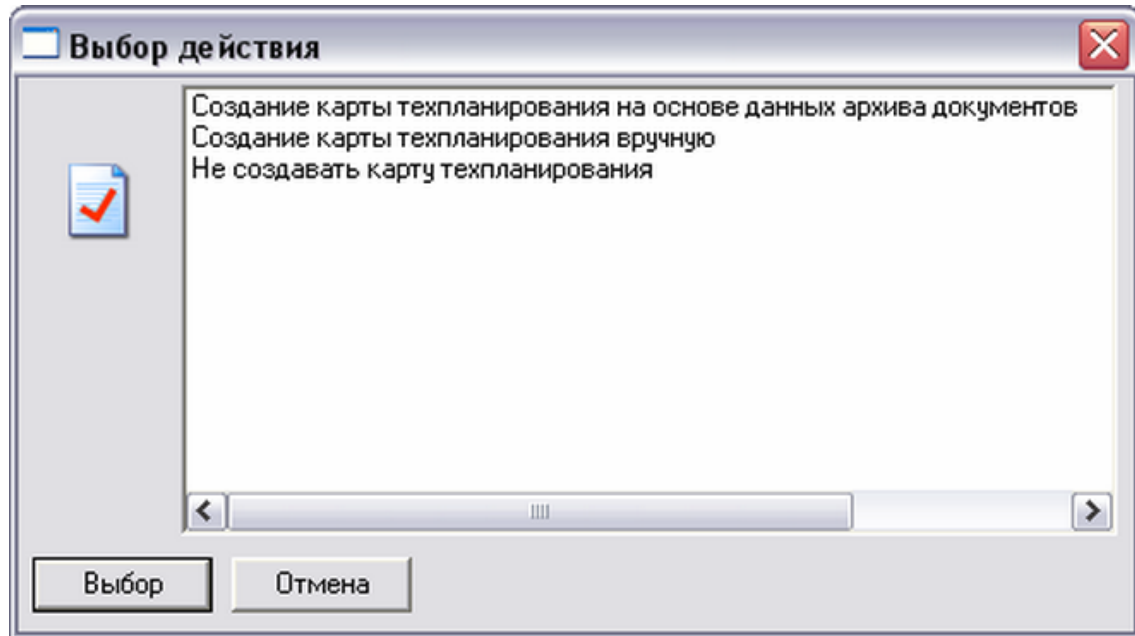 Выбор действия
Создание карты техпланирования на основе данных архива документов
Создание карты техпланирования вручную
Не создавать карту техпланирования
Выбор
Отмена